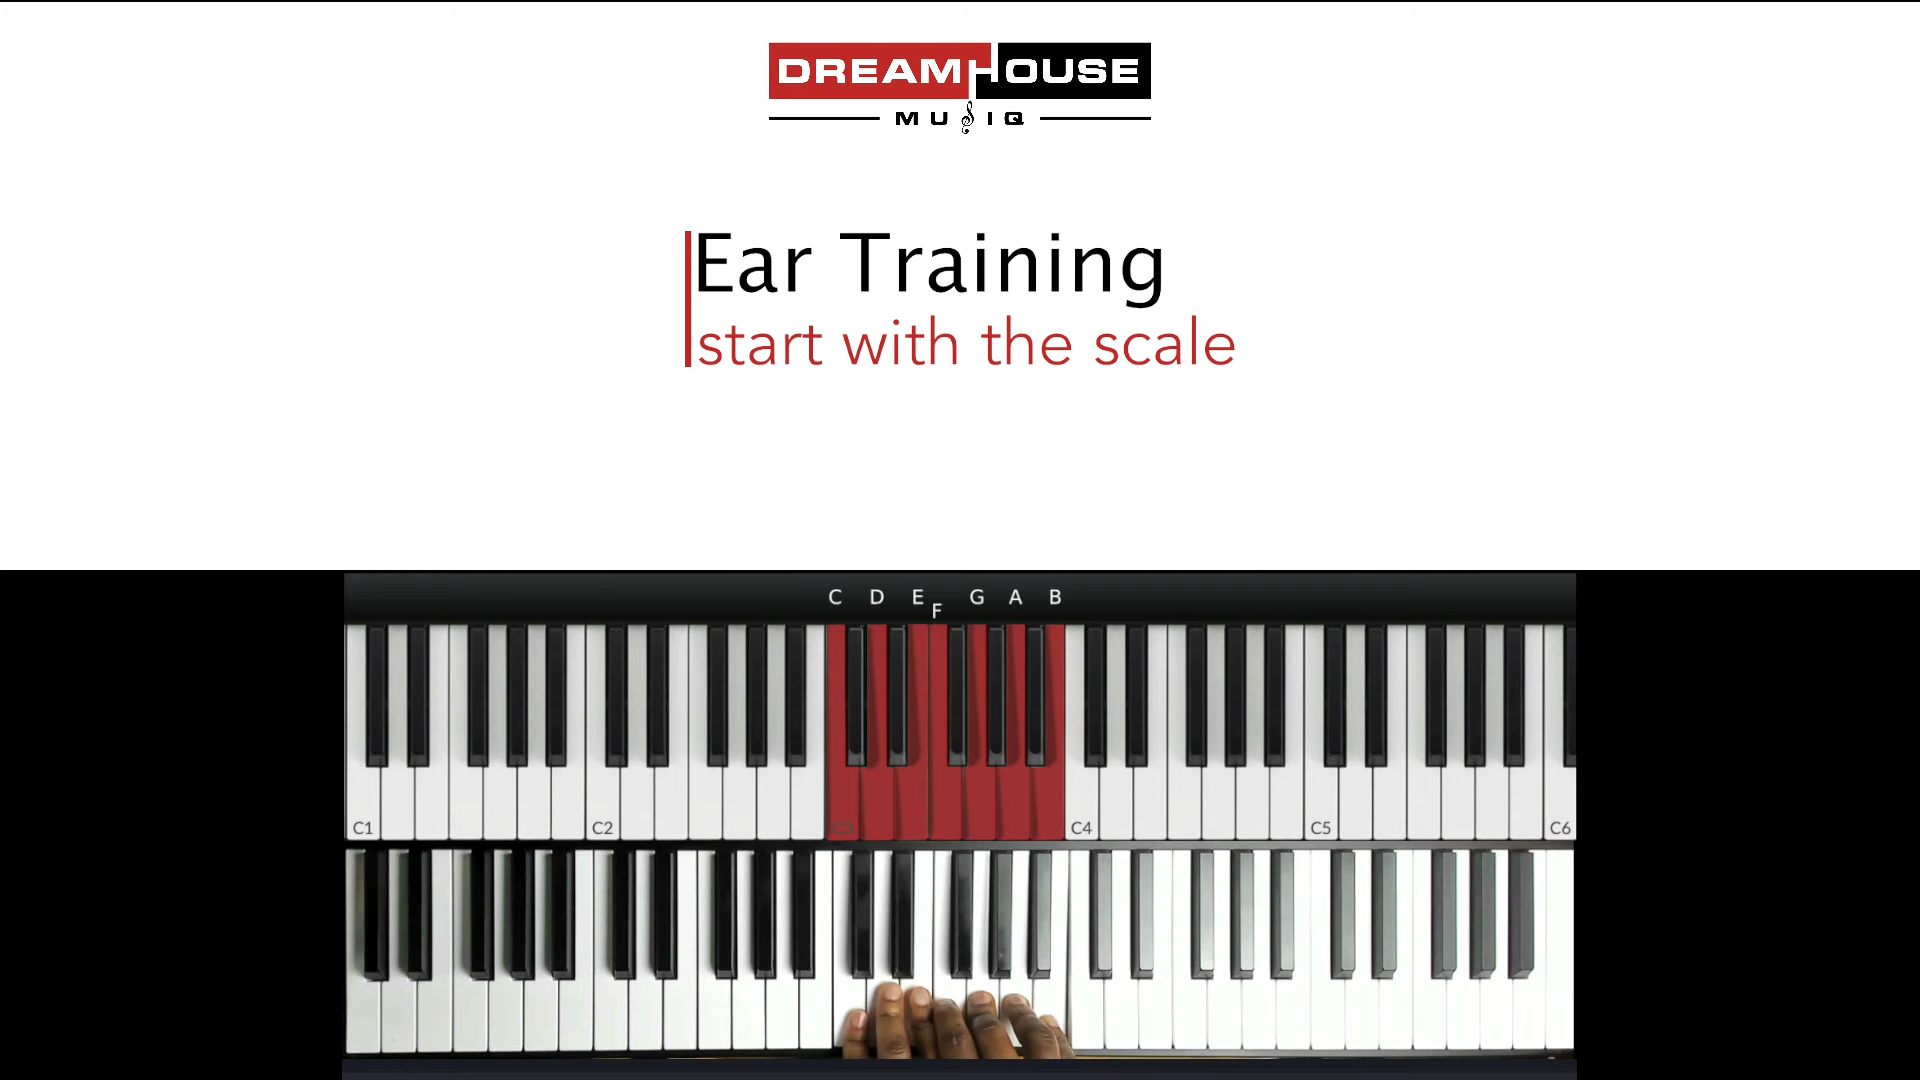 DREAMHOUSE
MUSIQ
Ear Training
start with the scale
C D E F G A B
C1 C2 C3 C4 C5 C6